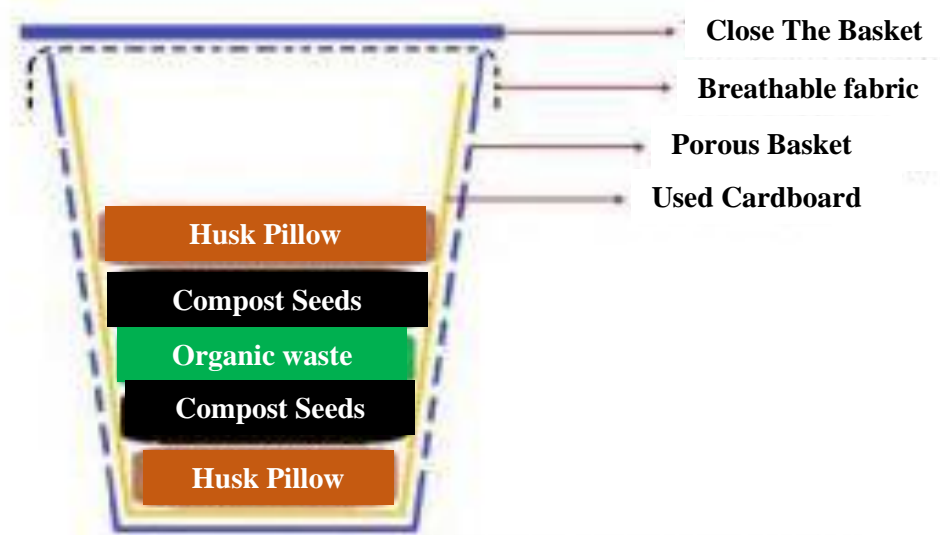 Close The Basket
Breathable fabric
Porous Basket
Used Cardboard
Husk Pillow
Compost Seeds
Organic waste
Compost Seeds
Husk Pillow